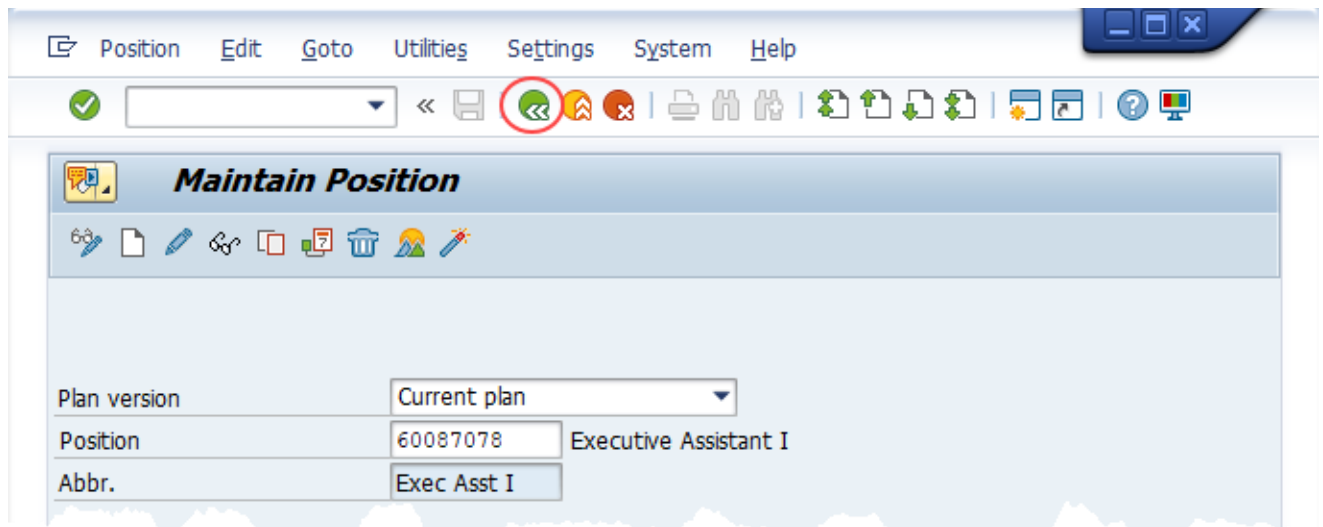 Position Edit Goto Utilities Settings System Help
Maintain Position
Plan version Current plan
Position 60087078 Executive Assistant I
Abbr. Exec Asst I